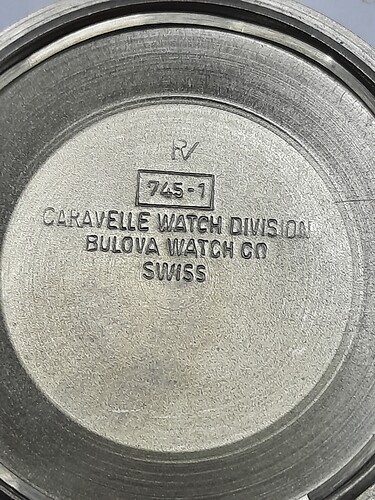 RV
745-1
CARAVELLE WATCH DIVISION
BULOVA WATCH CO
SWISS